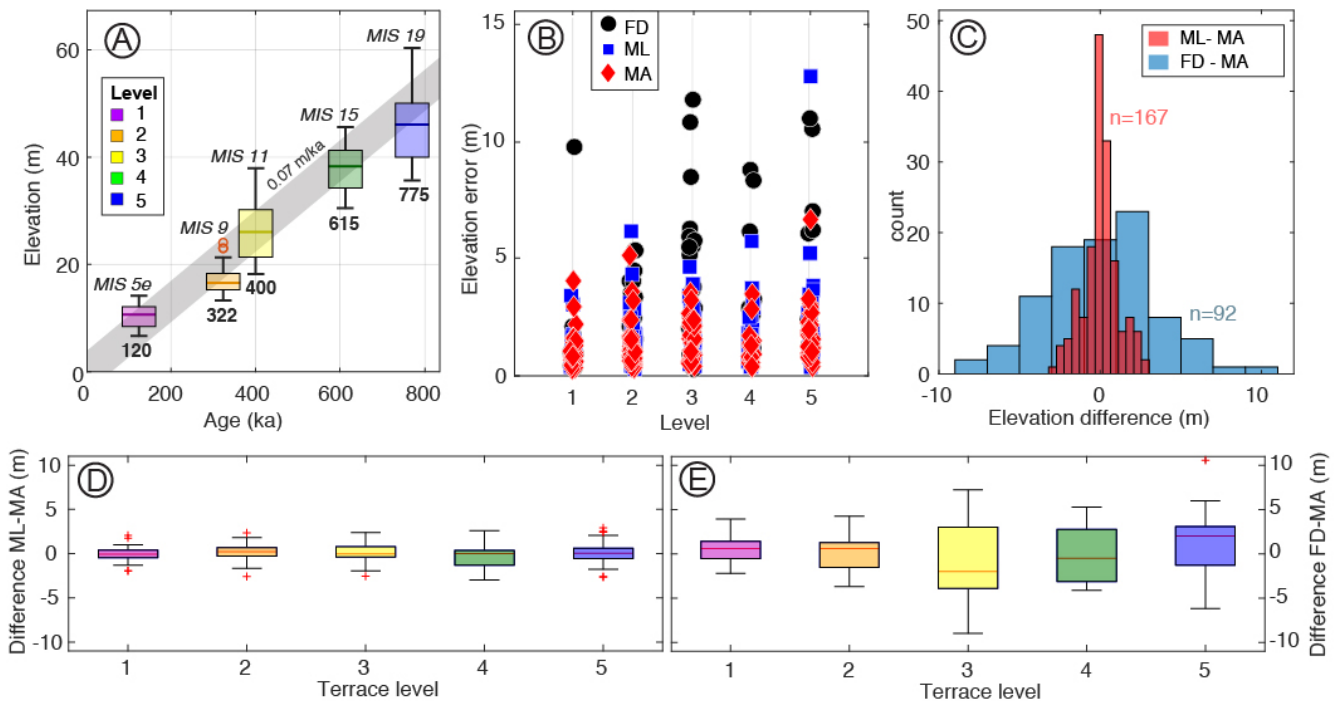 A
Elevation (m)
60
40
20
0
Level
1
2
3
4
5
MIS 5e
MIS 9
MIS 11
MIS 15
MIS 19
0.07 m/ka
120
322
400
615
775
0 200 400 600 800
Age (ka)
B
Elevation error (m)
15
10
5
0
FD
ML
MA
1 2 3 4 5
Level
C
count
50
40
30
20
10
0
ML- MA
FD - MA
n=167
n=92
-10 0 10
Elevation difference (m)
D
Difference ML-MA (m)
10
5
0
-5
-10
1 2 3 4 5
Terrace level
E
Difference FD-MA (m)
10
5
0
-5
-10
1 2 3 4 5
Terrace level